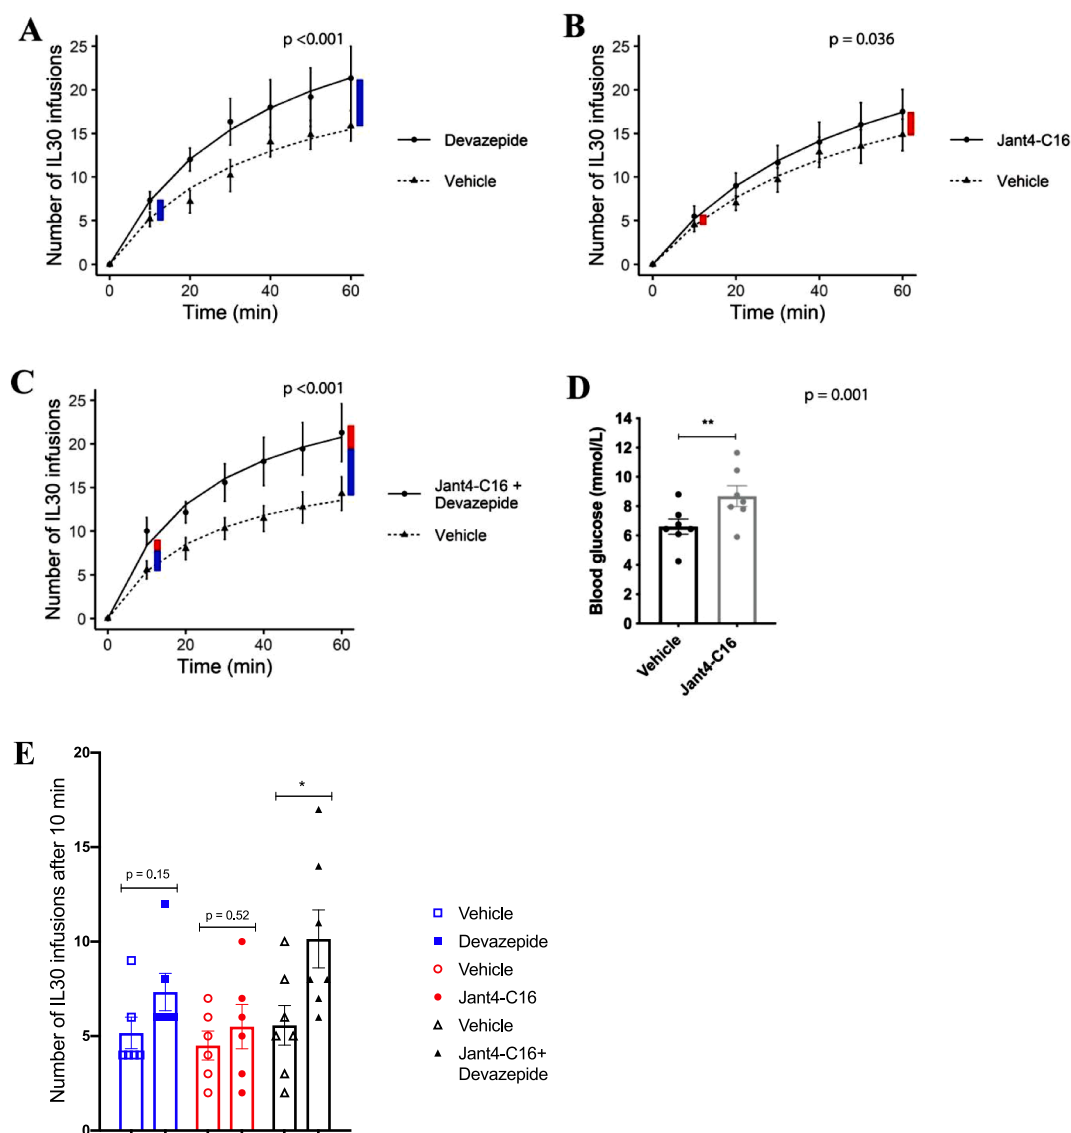 A
p <0.001
Number of IL30 infusions
25
20
15
10
5
0
0
20
40
60
Time (min)
Devazepide
Vehicle
B
p = 0.036
Number of IL30 infusions
25
20
15
10
5
0
0
20
40
60
Time (min)
Jant4-C16
Vehicle
C
p <0.001
Number of IL30 infusions
25
20
15
10
5
0
0
20
40
60
Time (min)
Jant4-C16 +
Devazepide
Vehicle
D
p = 0.001
**
Blood glucose (mmol/L)
14
12
10
8
6
4
2
0
Vehicle
Jant4-C16
E
Number of IL30 infusions after 10 min
20
15
10
5
0
p = 0.15
p = 0.52
*
Vehicle
Devazepide
Vehicle
Jant4-C16
Vehicle
Jant4-C16+
Devazepide